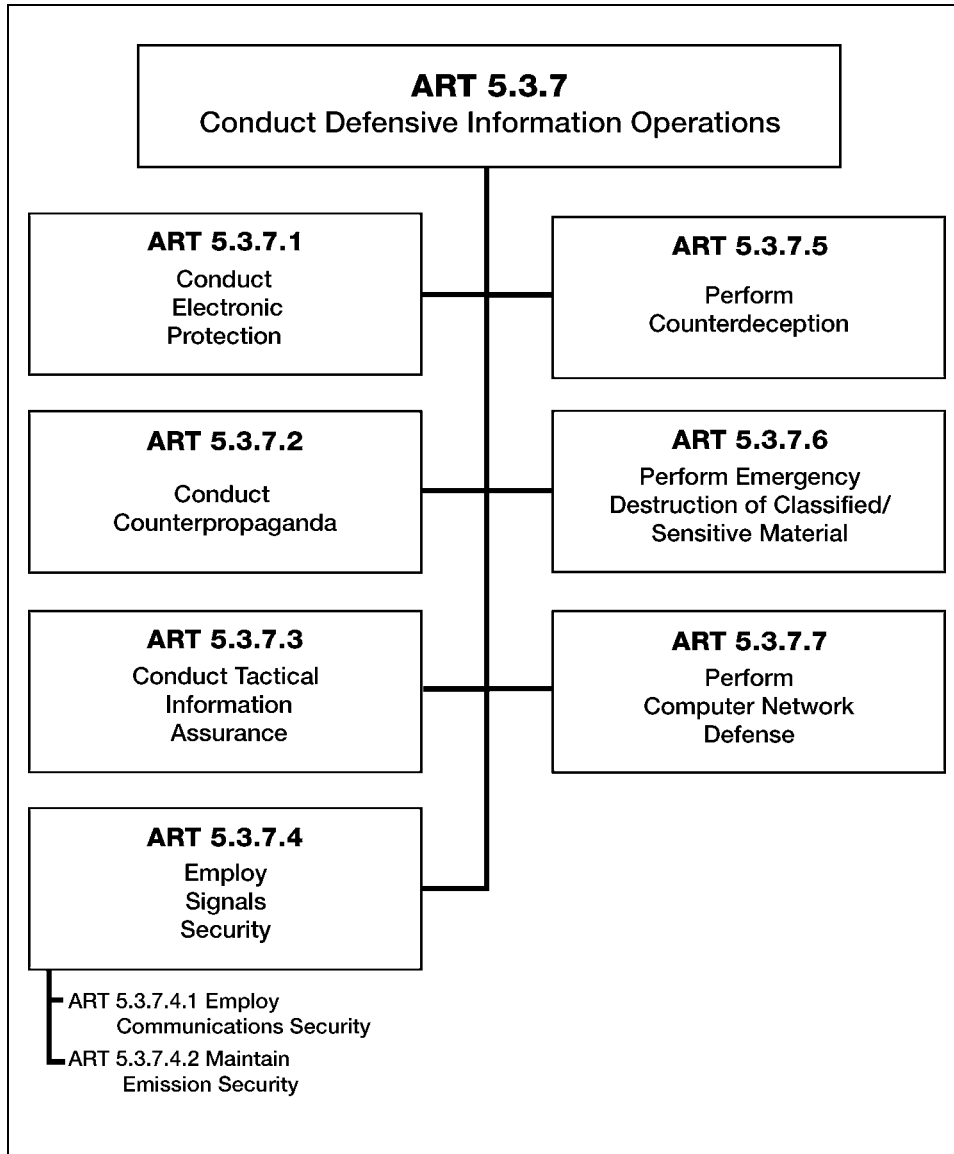 ART 5.3.7
Conduct Defensive Information Operations
ART 5.3.7.1
Conduct
Electronic
Protection
ART 5.3.7.2
Conduct
Counterpropaganda
ART 5.3.7.3
Conduct Tactical
Information
Assurance
ART 5.3.7.4
Employ
Signals
Security
ART 5.3.7.4.1 Employ
Communications Security
ART 5.3.7.4.2 Maintain
Emission Security
ART 5.3.7.5
Perform
Counterdeception
ART 5.3.7.6
Perform Emergency
Destruction of Classified/
Sensitive Material
ART 5.3.7.7
Perform
Computer Network
Defense